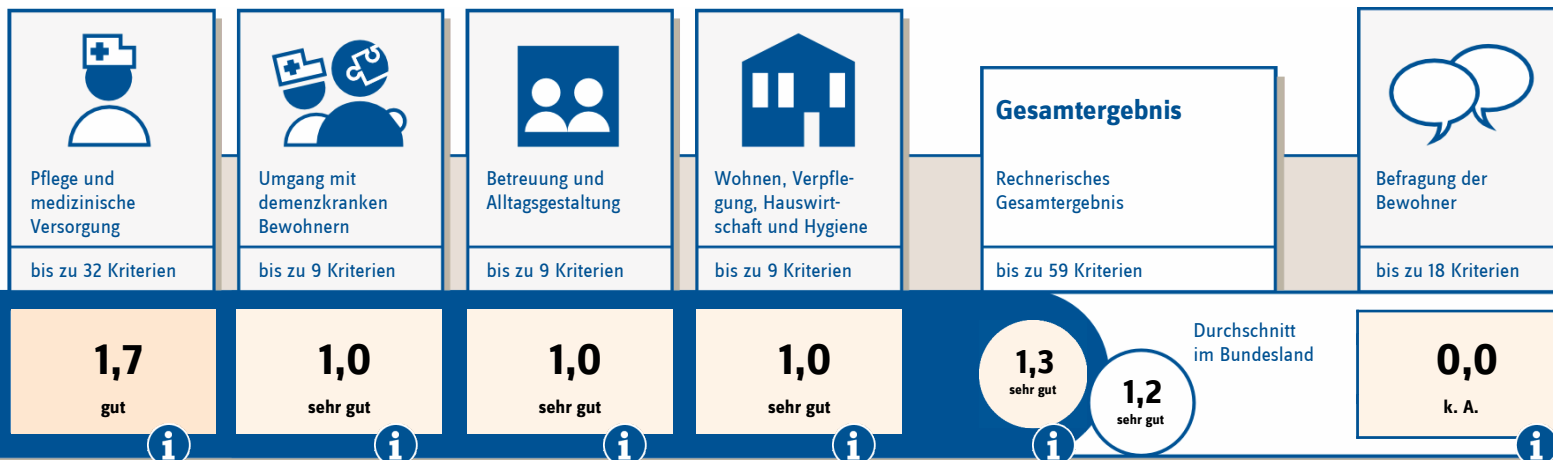 Pflege und
medizinische
Versorgung
bis zu 32 Kriterien
1,7
gut
Umgang mit
demenzkranken
Bewohnern
bis zu 9 Kriterien
1,0
sehr gut
Betreuung und
Alltagsgestaltung
bis zu 9 Kriterien
1,0
sehr gut
Wohnen, Verpfle-
gung, Hauswirt-
schaft und Hygiene
bis zu 9 Kriterien
1,0
sehr gut
Gesamtergebnis
Rechnerisches
Gesamtergebnis
bis zu 59 Kriterien
1,3
sehr gut
Durchschnitt
im Bundesland
1,2
sehr gut
Befragung der
Bewohner
bis zu 18 Kriterien
0,0
k. A.